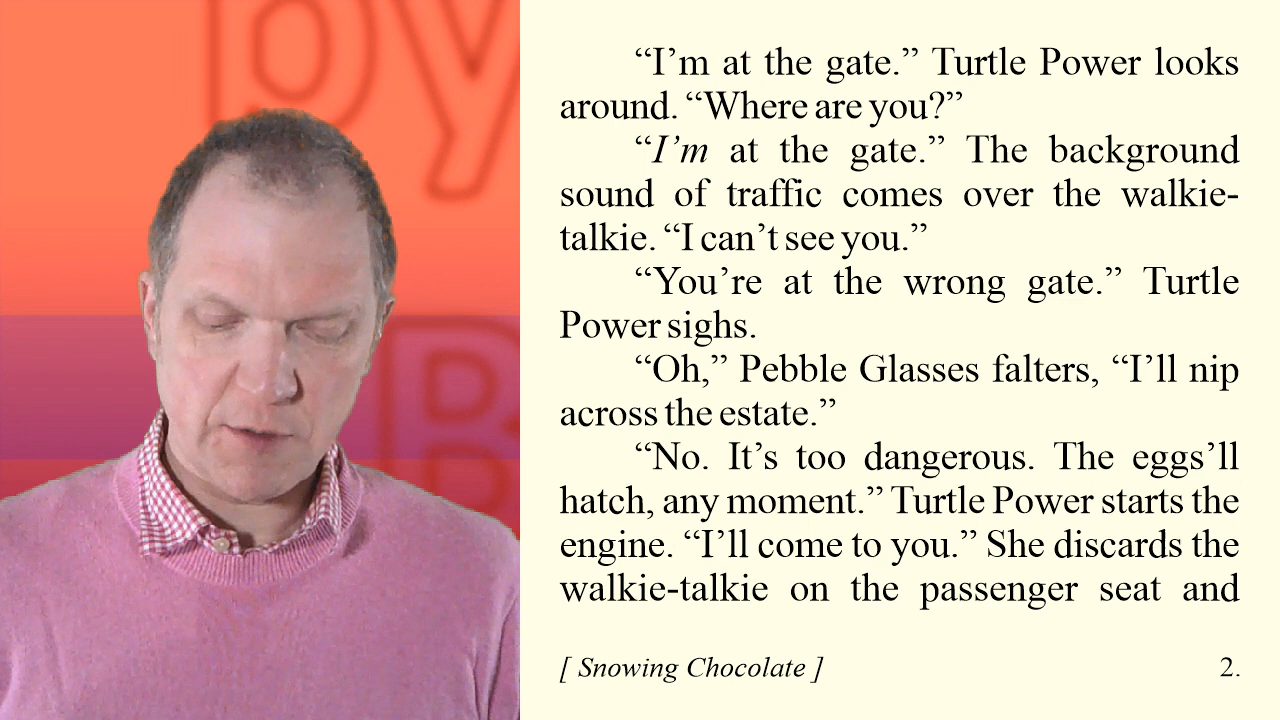 by
B
“I’m at the gate.” Turtle Power looks
around. “Where are you?”
“I’m at the gate.” The background
sound of traffic comes over the walkie-
talkie. “I can’t see you.”
“You’re at the wrong gate.” Turtle
Power sighs.
“Oh,” Pebble Glasses falters, “I’ll nip
across the estate.”
“No. It’s too dangerous. The eggs’ll
hatch, any moment.” Turtle Power starts the
engine. “I’ll come to you.” She discards the
walkie-talkie on the passenger seat and
[ Snowing Chocolate ]
2.